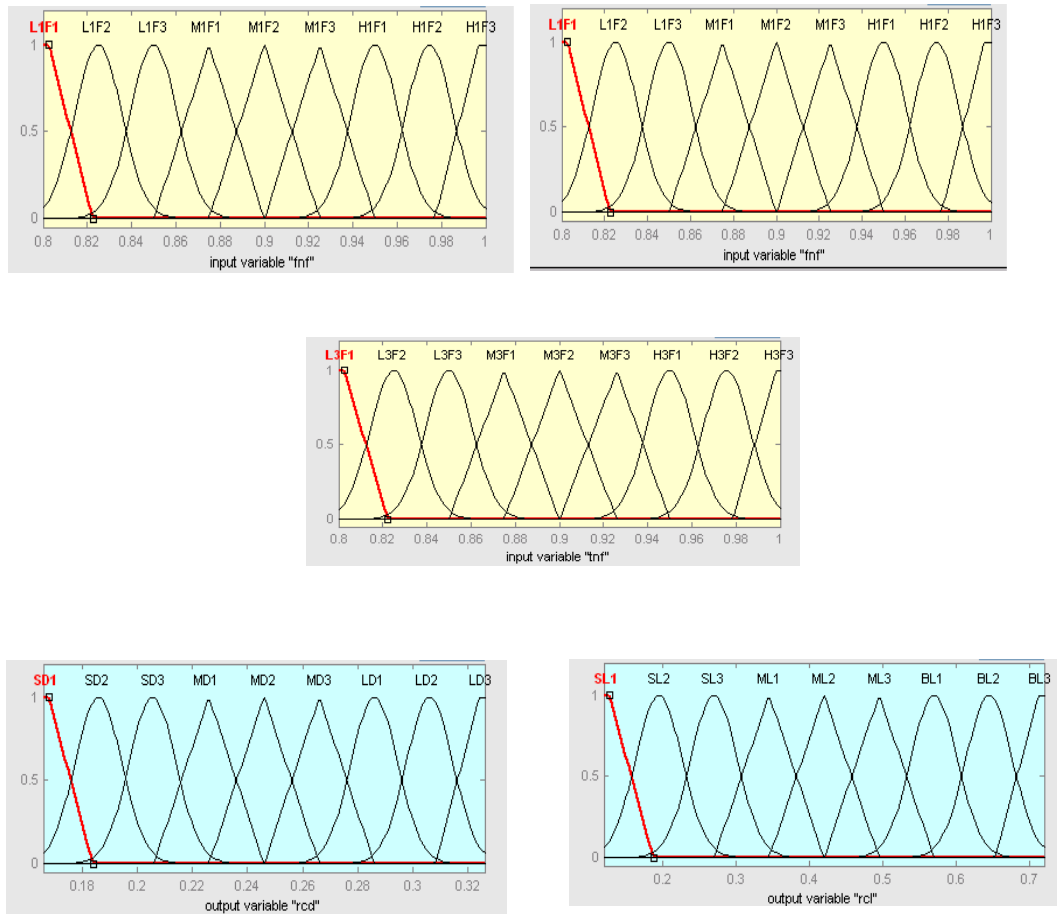 L1F1 L1F2 L1F3 M1F1 M1F2 M1F3 H1F1 H1F2 H1F3
1
0.5
0
0.8 0.82 0.84 0.86 0.88 0.9 0.92 0.94 0.96 0.98 1
input variable "fnf"
L1F1 L1F2 L1F3 M1F1 M1F2 M1F3 H1F1 H1F2 H1F3
1
0.5
0
0.8 0.82 0.84 0.86 0.88 0.9 0.92 0.94 0.96 0.98 1
input variable "fnf"
L3F1 L3F2 L3F3 M3F1 M3F2 M3F3 H3F1 H3F2 H3F3
1
0.5
0
0.8 0.82 0.84 0.86 0.88 0.9 0.92 0.94 0.96 0.98 1
input variable "tnf"
SD1 SD2 SD3 MD1 MD2 MD3 LD1 LD2 LD3
1
0.5
0
0.18 0.2 0.22 0.24 0.26 0.28 0.3 0.32
output variable "rcd"
SL1 SL2 SL3 ML1 ML2 ML3 BL1 BL2 BL3
1
0.5
0
0.2 0.3 0.4 0.5 0.6 0.7
output variable "rcl"